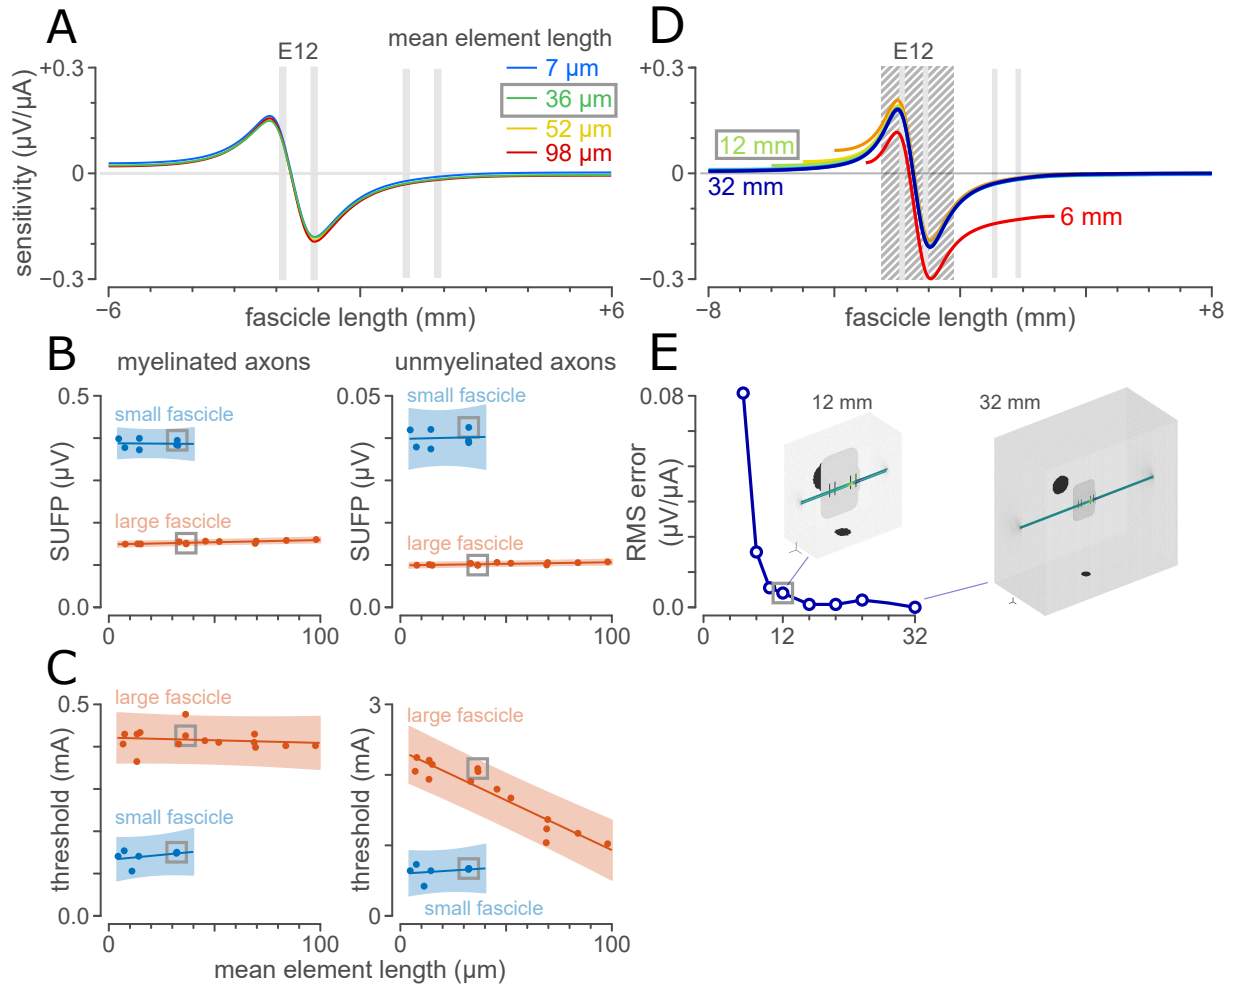 A
mean element length
E12
7 µm
36 µm
52 µm
98 µm
+0.3
0
−0.3
sensitivity (µV/µA)
−6
+6
fascicle length (mm)
D
E12
+0.3
0
−0.3
12 mm
32 mm
6 mm
−8
+8
fascicle length (mm)
B
myelinated axons
unmyelinated axons
0.5
0.0
SUFP (µV)
small fascicle
large fascicle
0
100
0.05
0.0
SUFP (µV)
small fascicle
large fascicle
0
100
E
0.08
0.0
RMS error
(µV/µA)
12 mm
32 mm
0
12
32
C
0.5
0.0
threshold (mA)
large fascicle
small fascicle
0
100
3
0
threshold (mA)
large fascicle
small fascicle
0
100
mean element length (µm)